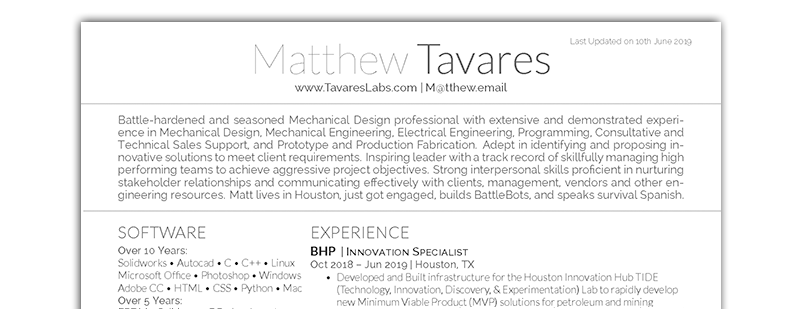 Last Updated on 10th June 2019
Matthew Tavares
www.TavaresLabs.com | M@tthew.email
Battle-hardened and seasoned Mechanical Design professional with extensive and demonstrated experi-
ence in Mechanical Design, Mechanical Engineering, Electrical Engineering, Programming, Consultative and
Technical Sales Support, and Prototype and Production Fabrication. Adept in identifying and proposing in-
novative solutions to meet client requirements. Inspiring leader with a track record of skillfully managing high
performing teams to achieve aggressive project objectives. Strong interpersonal skills proficient in nurturing
stakeholder relationships and communicating effectively with clients, management, vendors and other en-
gineering resources. Matt lives in Houston, just got engaged, builds BattleBots, and speaks survival Spanish.
SOFTWARE
Over 10 Years:
Solidworks • Autocad • C • C++ • Linux
Microsoft Office • Photoshop • Windows
Adobe CC • HTML • CSS • Python • Mac
Over 5 Years:
EXPERIENCE
BHP | Innovation Specialist
Oct 2018 – Jun 2019 | Houston, TX
• Developed and Built infrastructure for the Houston Innovation Hub TIDE
(Technology, Innovation, Discovery, & Experimentation) Lab to rapidly develop
new Minimum Viable Product (MVP) solutions for petroleum and mining